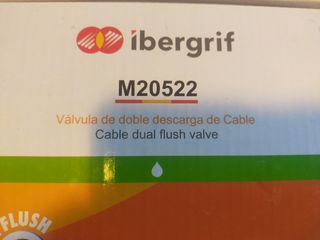 ibergrif
M20522
Válvula de doble descarga de Cable
Cable dual flush valve
FLUSH